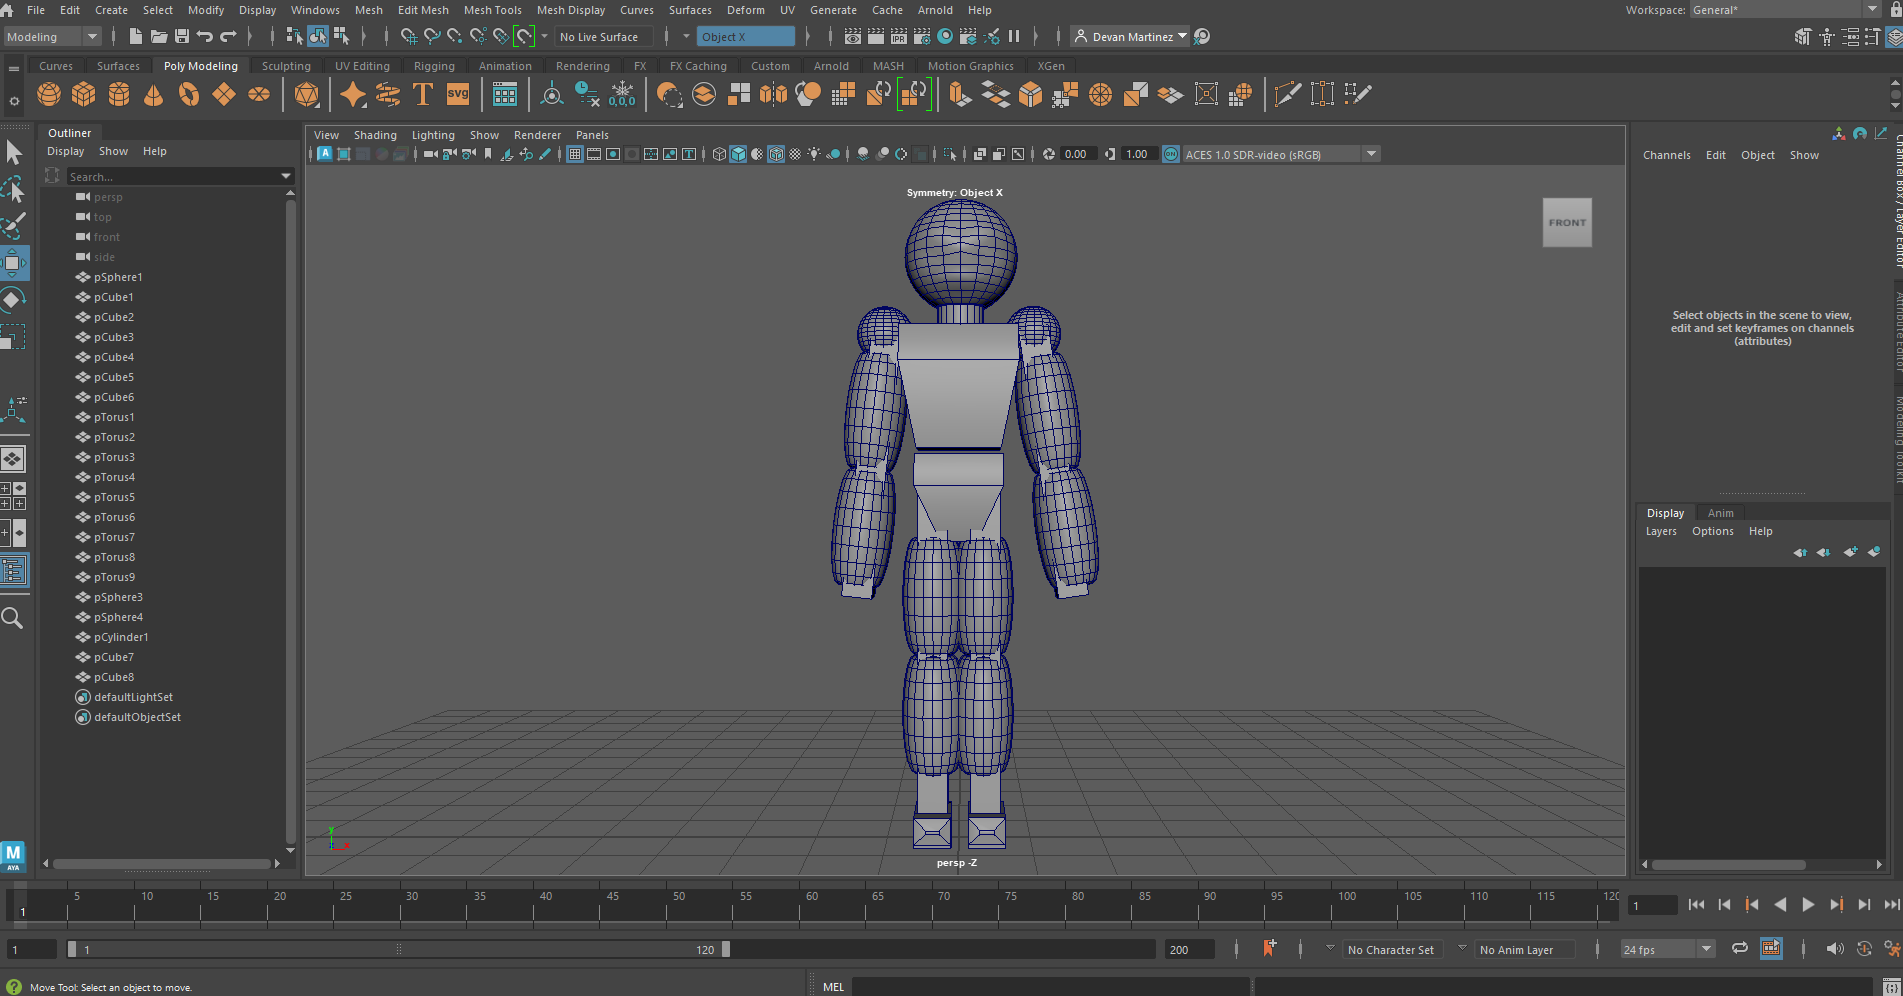 File Edit Create Select Modify Display Windows Mesh Edit Mesh Mesh Tools Mesh Display Curves Surfaces Deform UV Generate Cache Arnold Help
Workspace: General*
Modeling
No Live Surface
Object X
IPR
Devan Martinez
Curves Surfaces Poly Modeling Sculpting UV Editing Rigging Animation Rendering FX FX Caching Custom Arnold MASH Motion Graphics XGen
T
SVG
0,0,0
Outliner
Display Show Help
Search...
persp
top
front
side
pSphere1
pCube1
pCube2
pCube3
pCube4
pCube5
pCube6
pTorus1
pTorus2
pTorus3
pTorus4
pTorus5
pTorus6
pTorus7
pTorus8
pTorus9
pSphere3
pSphere4
pCylinder1
pCube7
pCube8
defaultLightSet
defaultObjectSet
M
AYA
View Shading Lighting Show Renderer Panels
0.00
1.00
ON
ACES 1.0 SDR-video (sRGB)
Symmetry: Object X
FRONT
y
z
x
persp -Z
Channels Edit Object Show
Select objects in the scene to view,
edit and set keyframes on channels
(attributes)
Channel Box / Layer Editor
Attribute Editor
Modeling Toolkit
Display Anim
Layers Options Help
1
5 10 15 20 25 30 35 40 45 50 55 60 65 70 75 80 85 90 95 100 105 110 115 120
1
1
1
120
200
No Character Set
No Anim Layer
24 fps
Move Tool: Select an object to move.
MEL